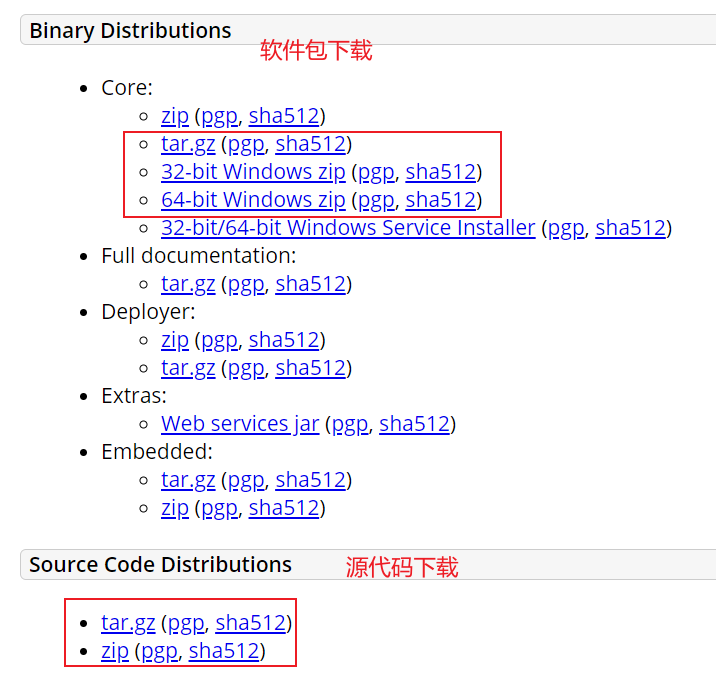 Binary Distributions
软件包下载
Core:
zip (pgp, sha512)
tar.gz (pgp, sha512)
32-bit Windows zip (pgp, sha512)
64-bit Windows zip (pgp, sha512)
32-bit/64-bit Windows Service Installer (pgp, sha512)
Full documentation:
tar.gz (pgp, sha512)
Deployer:
zip (pgp, sha512)
tar.gz (pgp, sha512)
Extras:
Web services jar (pgp, sha512)
Embedded:
tar.gz (pgp, sha512)
zip (pgp, sha512)
Source Code Distributions
源代码下载
tar.gz (pgp, sha512)
zip (pgp, sha512)